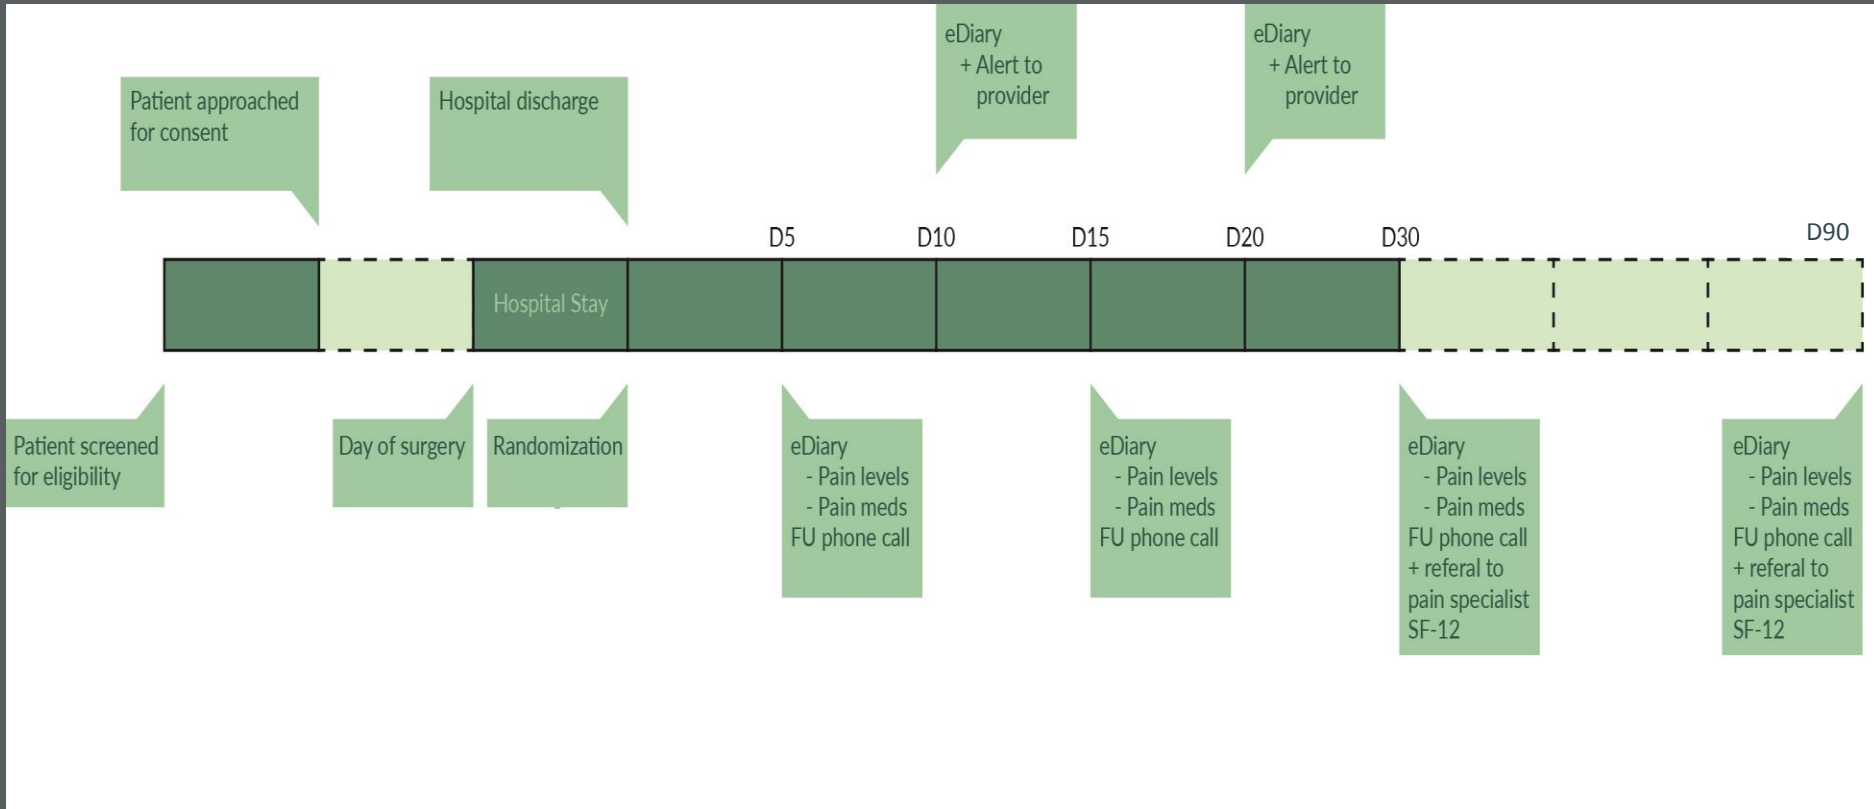 eDiary
+ Alert to
provider
eDiary
+ Alert to
provider
Patient approached
for consent
Hospital discharge
D5
D10
D15
D20
D30
D90
Hospital Stay
Patient screened
for eligibility
Day of surgery
Randomization
eDiary
- Pain levels
- Pain meds
FU phone call
eDiary
- Pain levels
- Pain meds
FU phone call
eDiary
- Pain levels
- Pain meds
FU phone call
+ referal to
pain specialist
SF-12
eDiary
- Pain levels
- Pain meds
FU phone call
+ referal to
pain specialist
SF-12